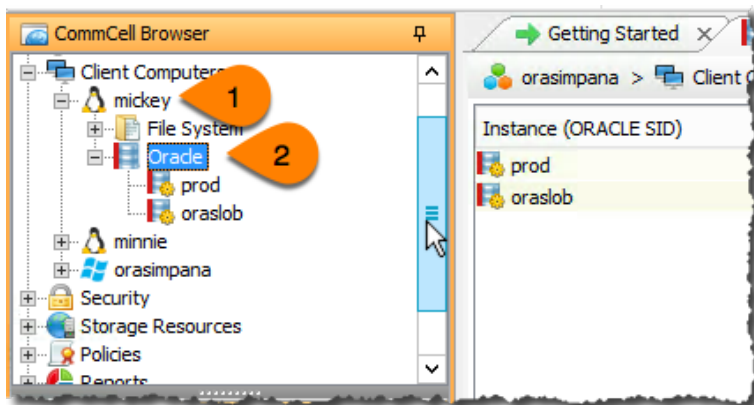 CommCell Browser
Client Computers
mickey
1
File System
Oracle
2
prod
oraslob
minnie
orasimpana
Security
Storage Resources
Policies
Reports
Getting Started
orasimpana > Client
Instance (ORACLE SID)
prod
oraslob